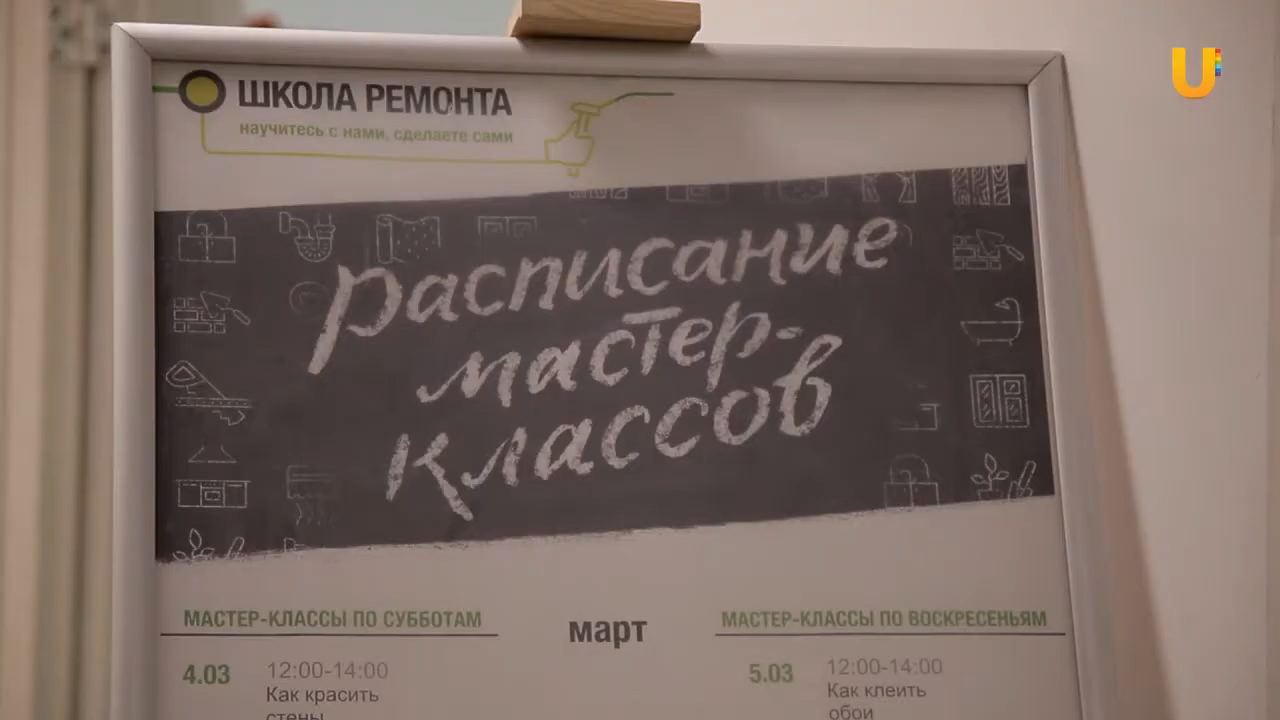 U
ШКОЛА РЕМОНТА
научитесь с нами, сделаете сами
Расписание
мастер-
классов
МАСТЕР-КЛАССЫ ПО СУББОТАМ
март
МАСТЕР-КЛАССЫ ПО ВОСКРЕСЕНЬЯМ
4.03
12:00-14:00
Как красить
стены
5.03
12:00-14:00
Как клеить
обои